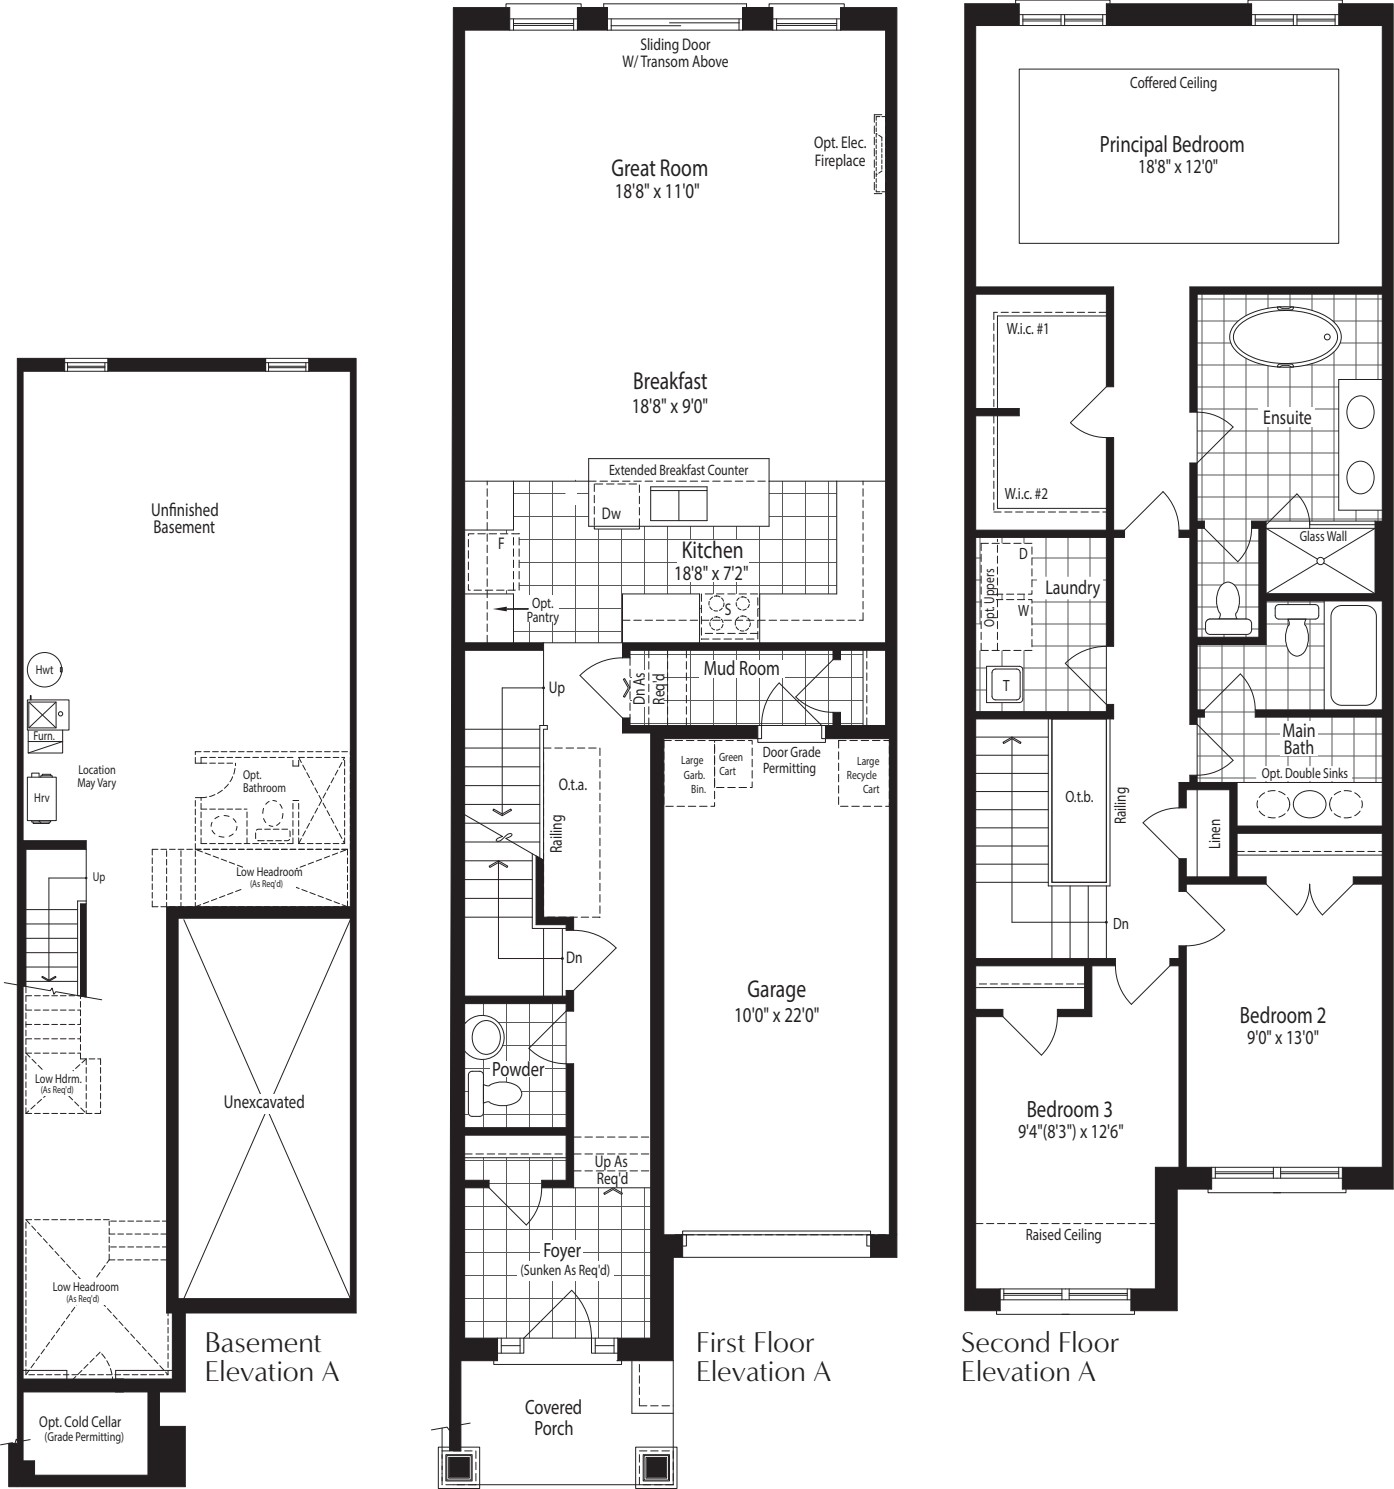 Unfinished
Basement
Hwt
Furn.
Hrv
Location
May Vary
Opt.
Bathroom
Low Headroom
(As Req'd)
Up
Low Hdrm.
(As Req'd)
Unexcavated
Low Headroom
(As Req'd)
Opt. Cold Cellar
(Grade Permitting)
Basement
Elevation A
Sliding Door
W/ Transom Above
Opt. Elec.
Fireplace
Great Room
18'8" x 11'0"
Breakfast
18'8" x 9'0"
Extended Breakfast Counter
Dw
F
Kitchen
18'8" x 7'2"
Opt.
Pantry
S
Mud Room
Up
Dn As
Req'd
Large
Garb.
Bin.
Green
Cart
Door Grade
Permitting
Large
Recycle
Cart
O.t.a.
Railing
Dn
Garage
10'0" x 22'0"
Powder
Up As
Req'd
Foyer
(Sunken As Req'd)
Covered
Porch
First Floor
Elevation A
Coffered Ceiling
Principal Bedroom
18'8" x 12'0"
W.i.c. #1
W.i.c. #2
Ensuite
Glass Wall
D
Opt. Uppers
W
Laundry
T
Main
Bath
Opt. Double Sinks
O.t.b.
Railing
Linen
Dn
Bedroom 2
9'0" x 13'0"
Bedroom 3
9'4"(8'3") x 12'6"
Raised Ceiling
Second Floor
Elevation A